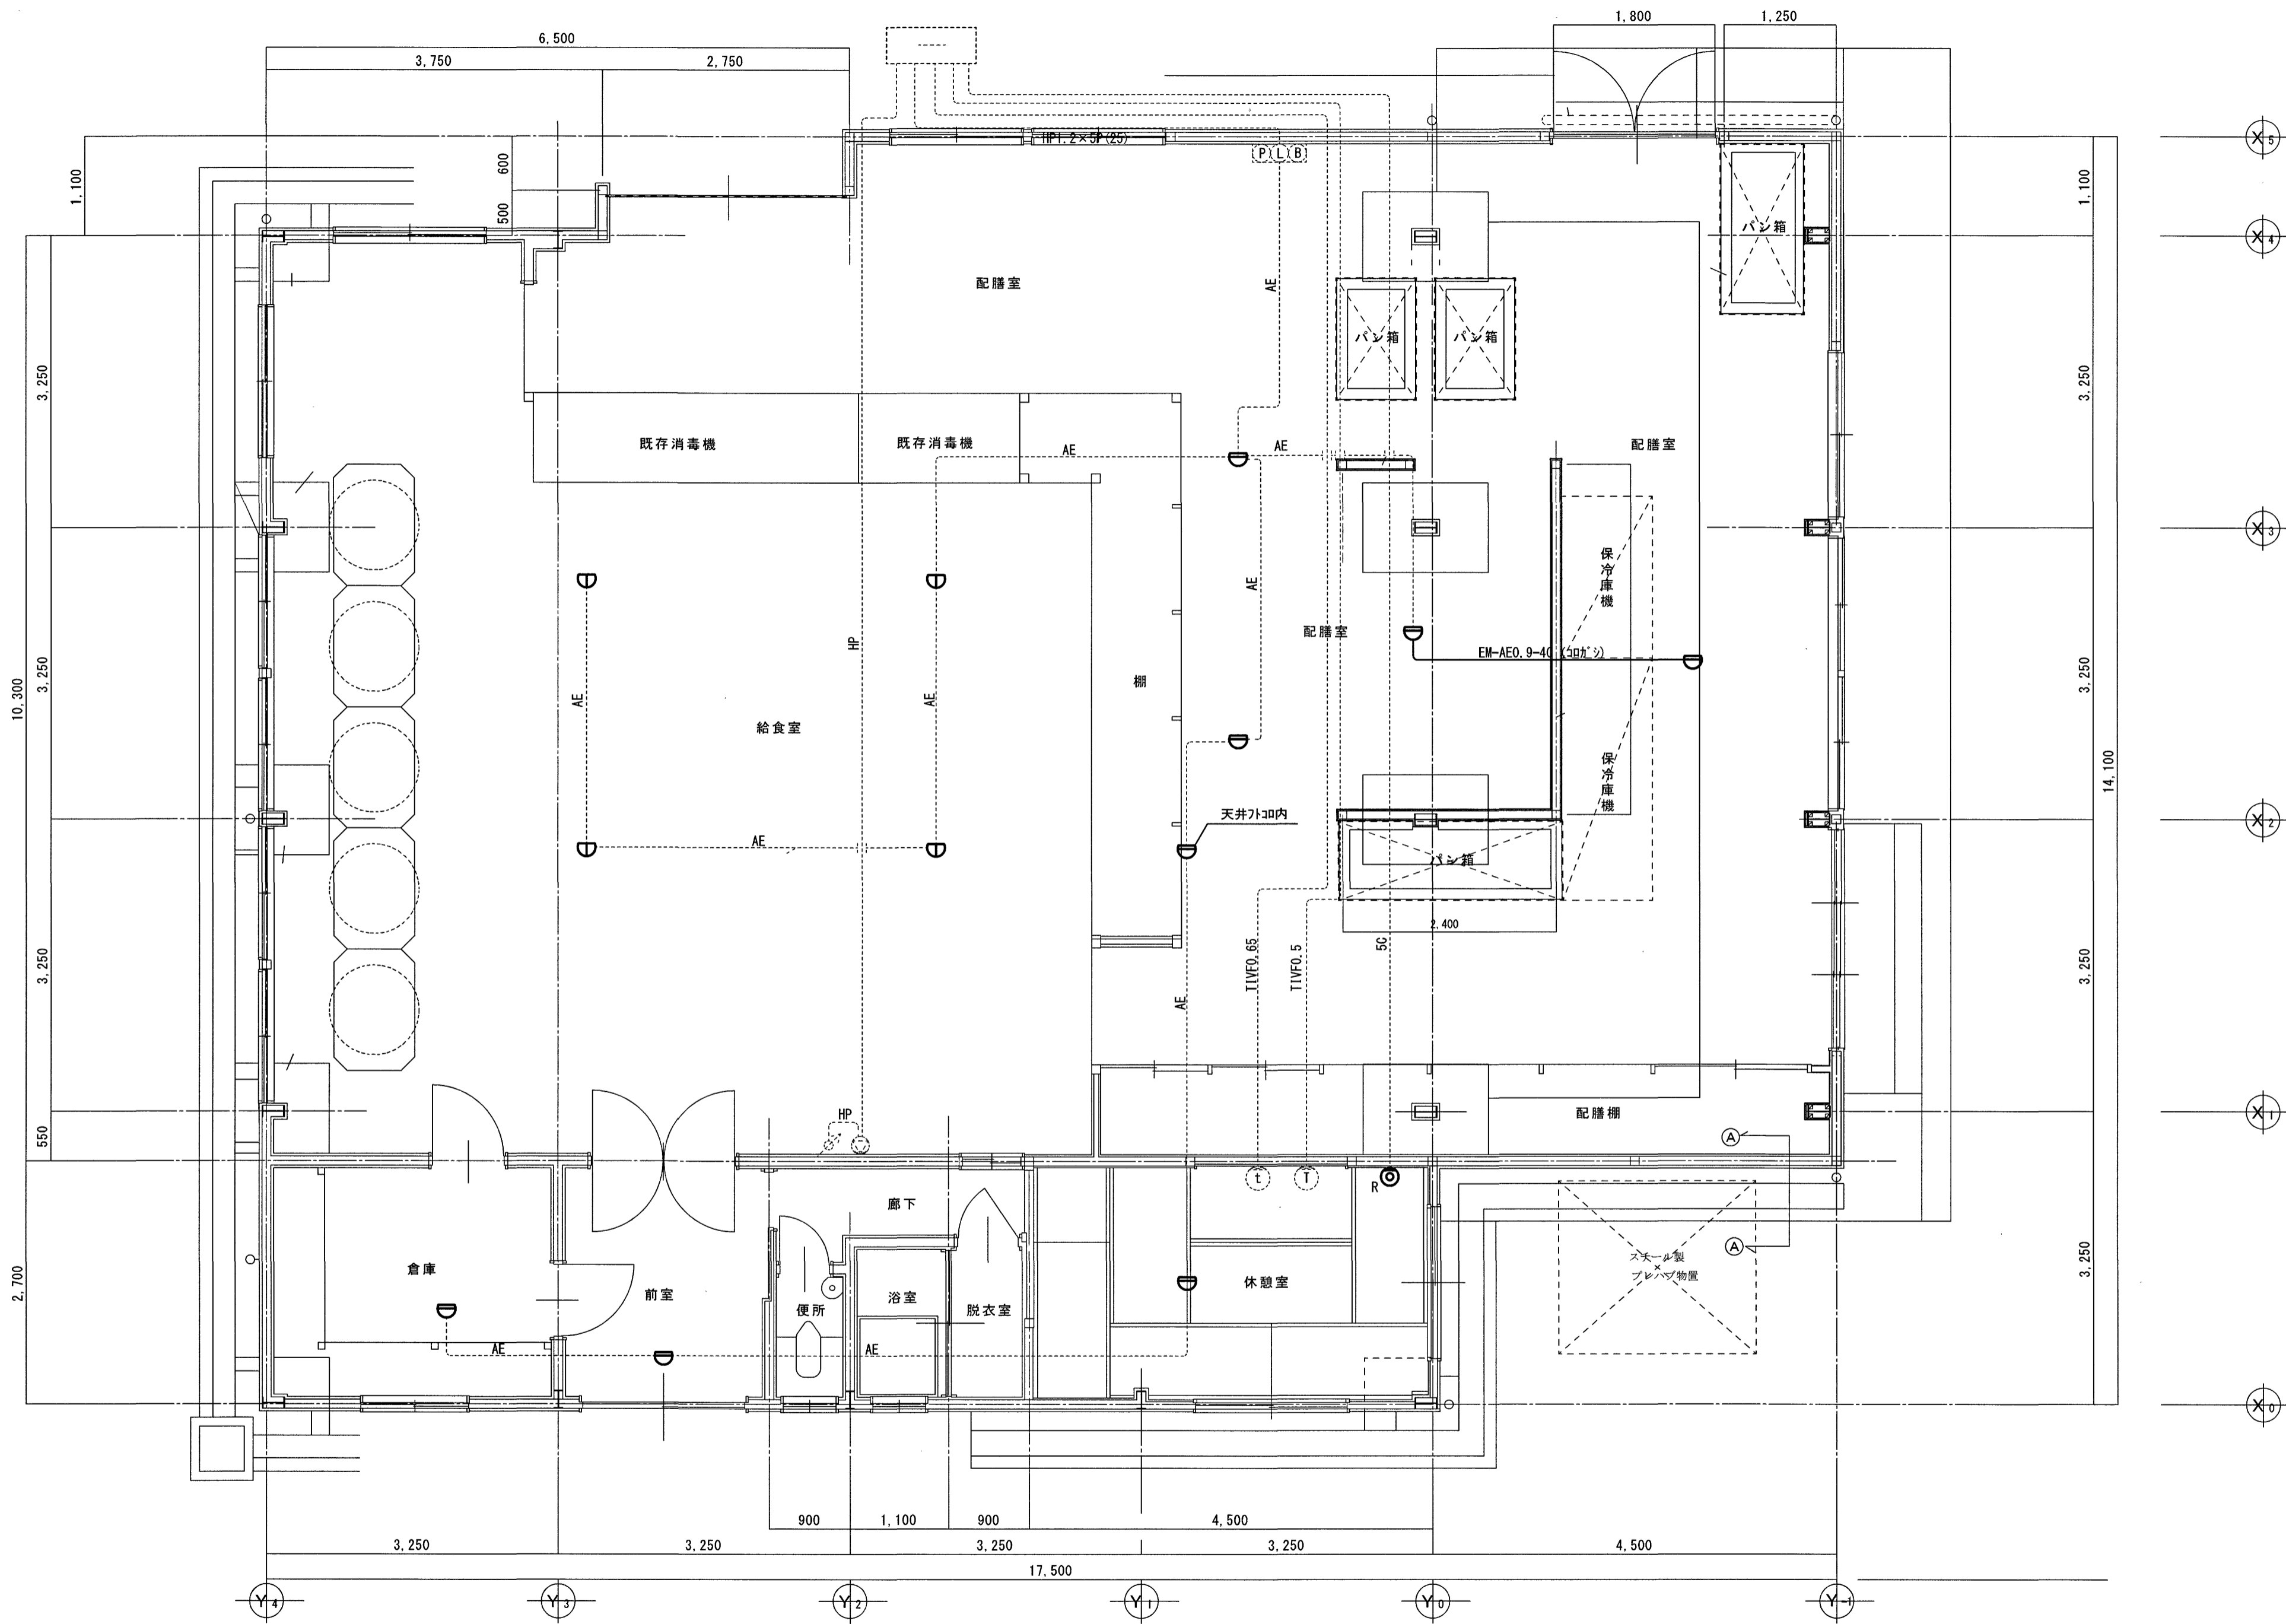 1,800
1,250
6,500
3,750
2,750
HP1.2×5P(25)
P L B
X5
1,100
600
500
1,100
パン箱
X4
配膳室
AE
パン箱
パン箱
3,250
3,250
既存消毒機
既存消毒機
AE
AE
配膳室
X3
保冷庫機
AE
HP
配膳室
EM-AE0.9-4C (コロガシ)
10,300
3,250
AE
AE
棚
3,250
給食室
保冷庫機
14,100
天井フトコロ内
X2
AE
パン箱
2,400
3,250
TIVF0.65
TIVF0.5
5C
3,250
AE
配膳棚
X1
HP
550
A
t
T
R
廊下
A
スチール製
プレハブ物置
倉庫
前室
便所
浴室
脱衣室
休憩室
2,700
3,250
AE
AE
X0
900
1,100
900
4,500
3,250
3,250
3,250
3,250
4,500
17,500
Y4
Y3
Y2
Y1
Y0
Y-1